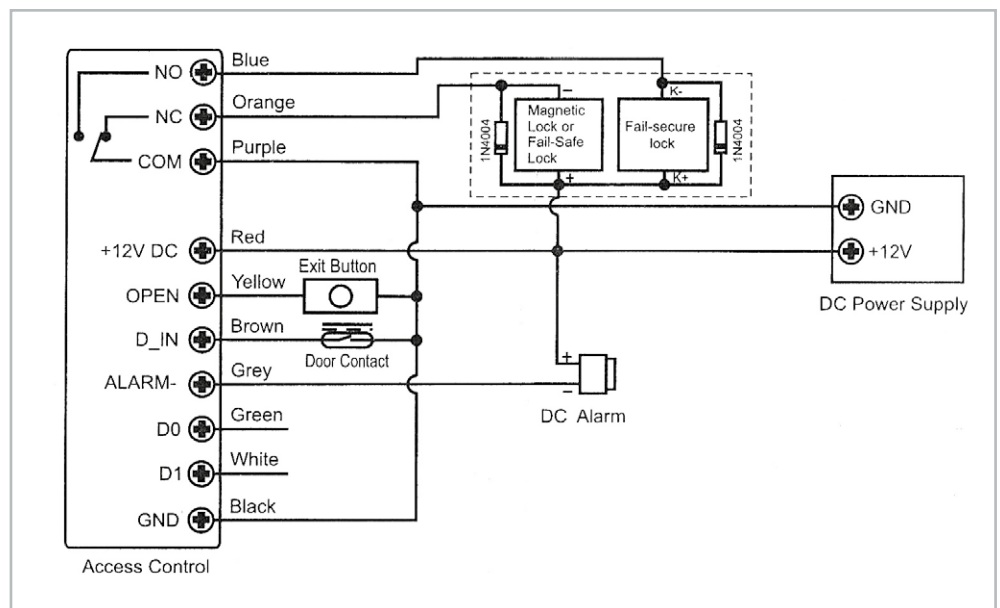 NO Blue
NC Orange
COM Purple
+12V DC Red
OPEN Yellow
D_IN Brown
ALARM- Grey
D0 Green
D1 White
GND Black
Access Control
Exit Button
Door Contact
1N4004
−
Magnetic
Lock or
Fail-Safe
Lock
+
K-
Fail-secure
lock
K+
1N4004
GND
+12V
DC Power Supply
+
−
DC Alarm